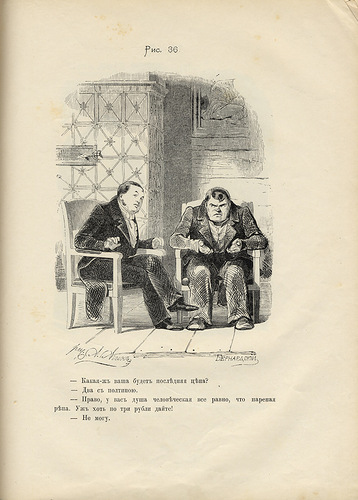 Рис. 36
Бернардскій
— Какая-жъ ваша будетъ послѣдняя цѣна?
— Два съ полтиною.
— Право, у васъ душа человѣческая все равно, что пареная
рѣпа. Ужъ хоть по три рубли дайте!
— Не могу.